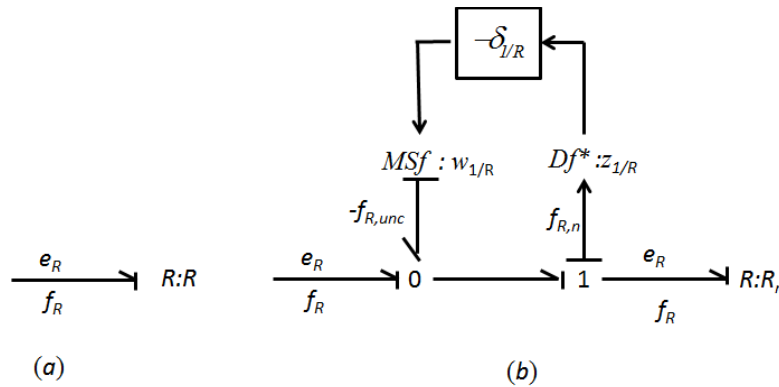 −δ1/R
MSf : w1/R
Df* : z1/R
-fR,unc
fR,n
eR
fR
R:R
eR
fR
0
1
eR
fR
R:R
(a)
(b)